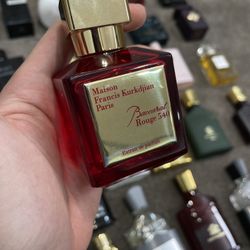 Maison
Francis Kurkdjian
Paris
Baccarat
Rouge 540
Extrait de parfum